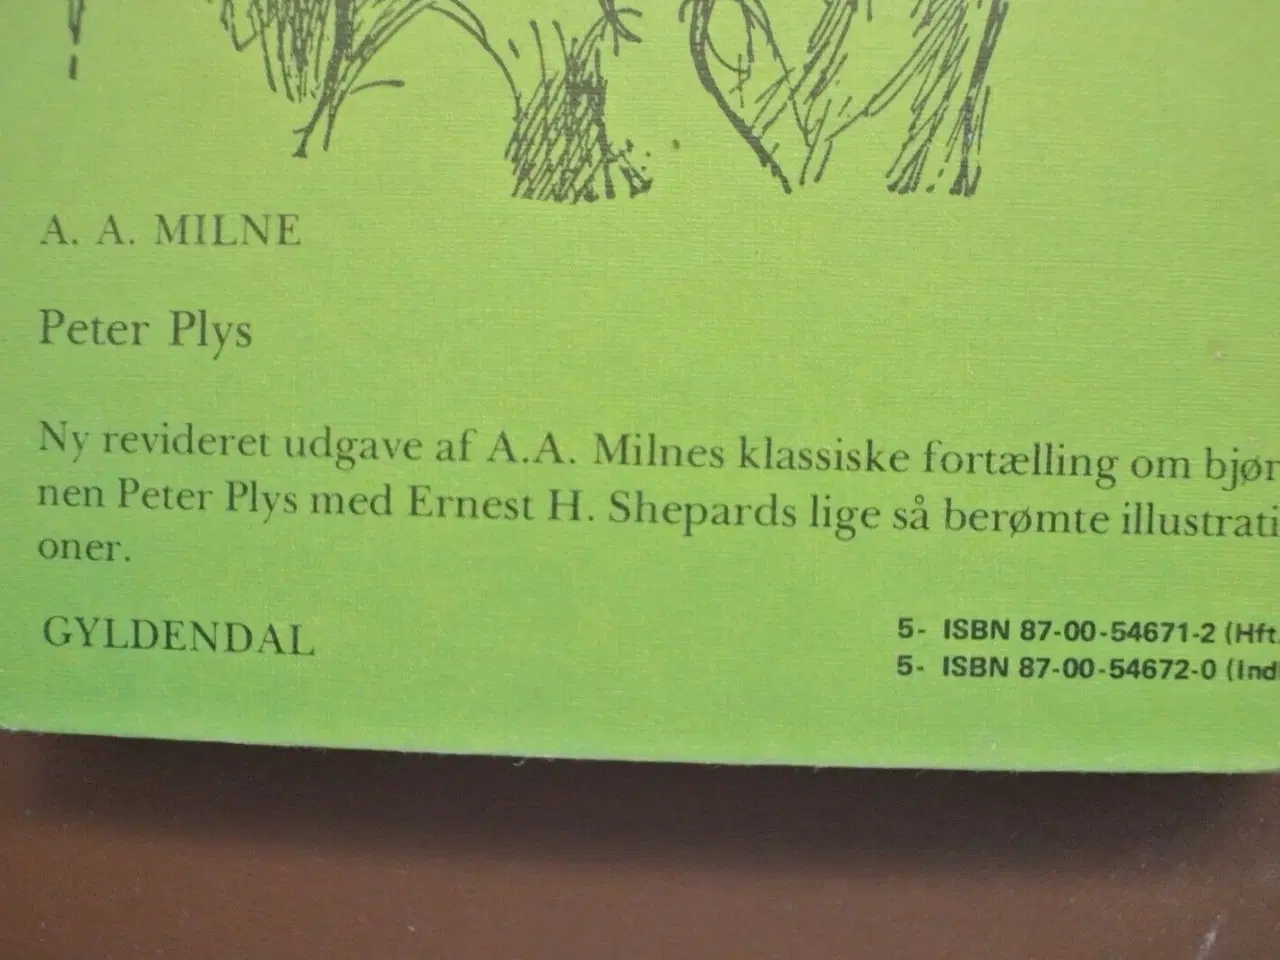 A. A. MILNE
Peter Plys
Ny revideret udgave af A.A. Milnes klassiske fortælling om bjør
nen Peter Plys med Ernest H. Shepards lige så berømte illustrati
oner.
GYLDENDAL
5- ISBN 87-00-54671-2 (Hft.
5- ISBN 87-00-54672-0 (Ind